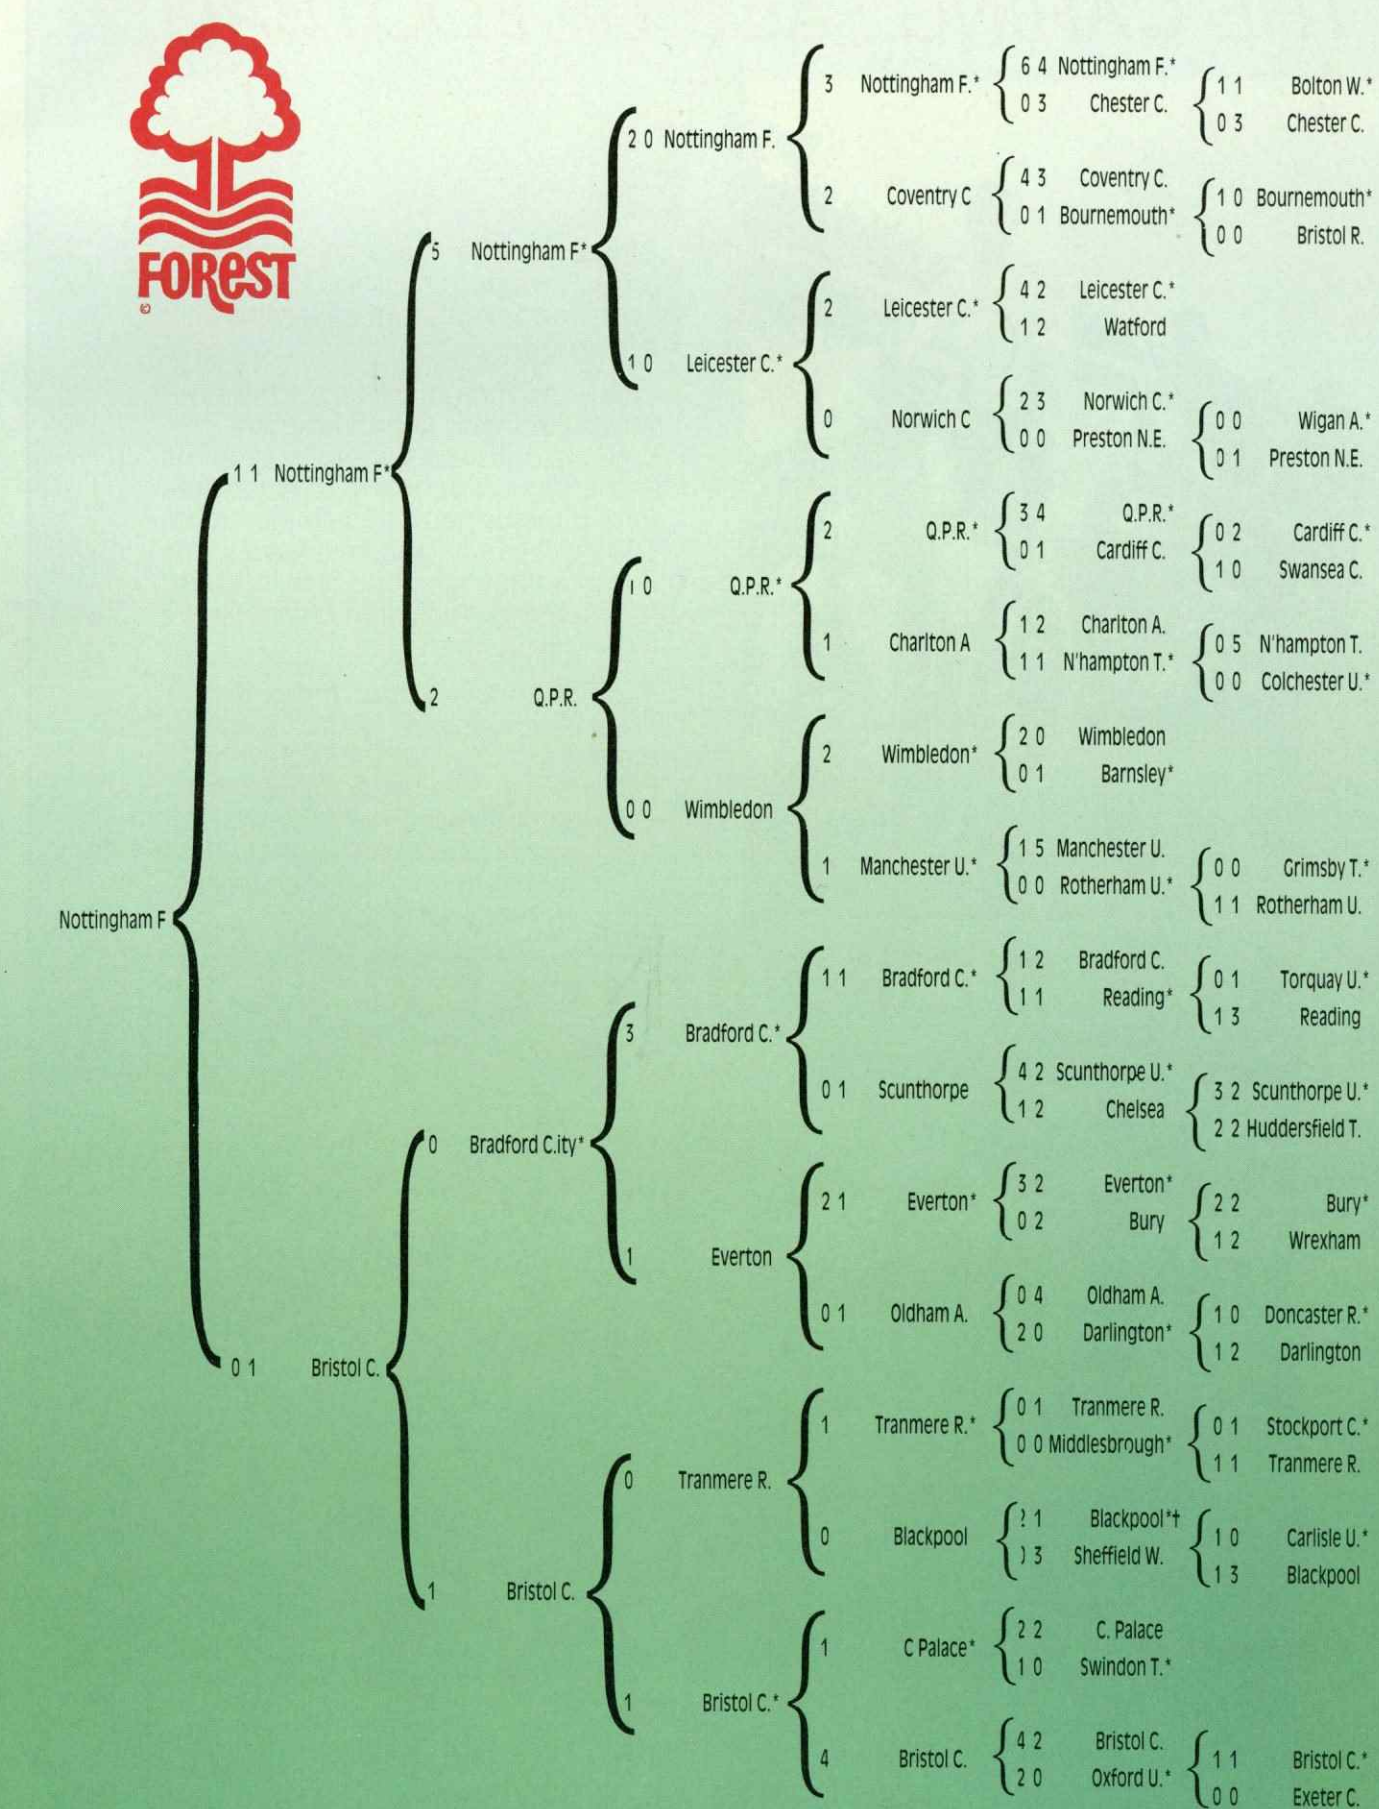 FOREST
©
6 4 Nottingham F.*
3 Nottingham F.*
0 3 Chester C.
1 1 Bolton W.*
0 3 Chester C.
2 0 Nottingham F.
4 3 Coventry C.
2 Coventry C
0 1 Bournemouth*
1 0 Bournemouth*
0 0 Bristol R.
5 Nottingham F*
4 2 Leicester C.*
2 Leicester C.*
1 2 Watford
1 0 Leicester C.*
2 3 Norwich C.*
0 Norwich C
0 0 Preston N.E.
0 0 Wigan A.*
0 1 Preston N.E.
1 1 Nottingham F*
3 4 Q.P.R.*
2 Q.P.R.*
0 1 Cardiff C.
0 2 Cardiff C.*
1 0 Swansea C.
1 0 Q.P.R.*
1 2 Charlton A.
1 Charlton A
1 1 N'hampton T.*
0 5 N'hampton T.
0 0 Colchester U.*
2 Q.P.R.
2 0 Wimbledon
2 Wimbledon*
0 1 Barnsley*
0 0 Wimbledon
1 5 Manchester U.
1 Manchester U.*
0 0 Rotherham U.*
0 0 Grimsby T.*
1 1 Rotherham U.
Nottingham F
1 2 Bradford C.
1 1 Bradford C.*
1 1 Reading*
0 1 Torquay U.*
1 3 Reading
3 Bradford C.*
4 2 Scunthorpe U.*
0 1 Scunthorpe
1 2 Chelsea
3 2 Scunthorpe U.*
2 2 Huddersfield T.
0 Bradford C.ity*
3 2 Everton*
2 1 Everton*
0 2 Bury
2 2 Bury*
1 2 Wrexham
1 Everton
0 4 Oldham A.
0 1 Oldham A.
2 0 Darlington*
1 0 Doncaster R.*
1 2 Darlington
0 1 Bristol C.
0 1 Tranmere R.
1 Tranmere R.*
0 0 Middlesbrough*
0 1 Stockport C.*
1 1 Tranmere R.
0 Tranmere R.
1 Blackpool*†
0 Blackpool
3 Sheffield W.
1 0 Carlisle U.*
1 3 Blackpool
1 Bristol C.
2 2 C. Palace
1 C Palace*
1 0 Swindon T.*
1 Bristol C.*
4 2 Bristol C.
4 Bristol C.
2 0 Oxford U.*
1 1 Bristol C.*
0 0 Exeter C.